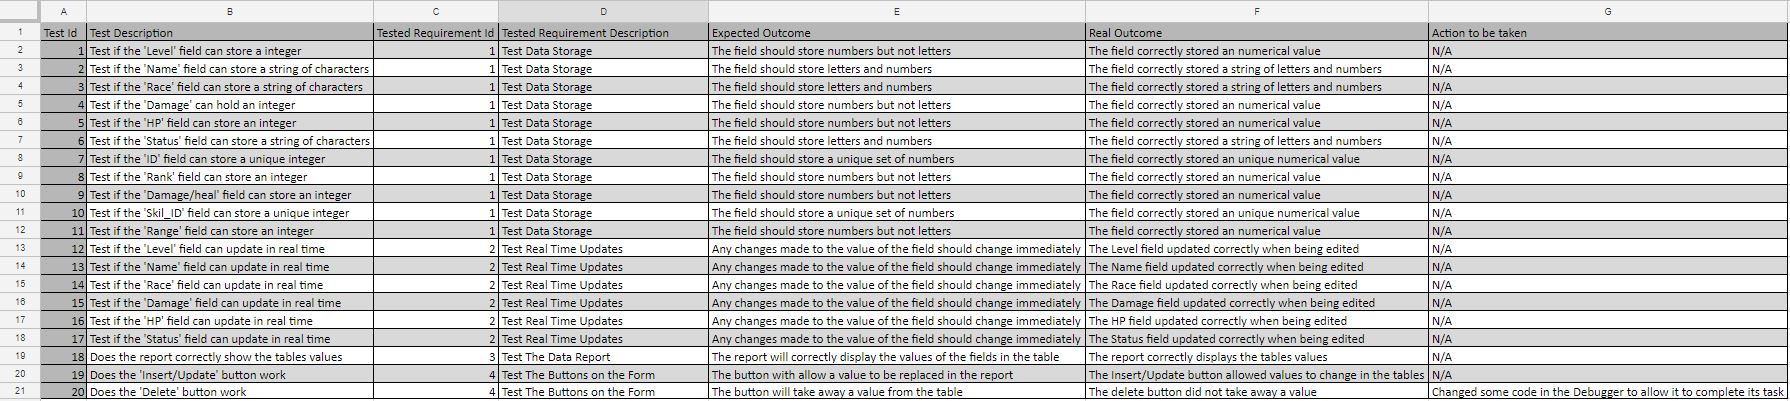 A B C D E F G
1 Test Id Test Description Tested Requirement Id Tested Requirement Description Expected Outcome Real Outcome Action to be taken
2 1 Test if the 'Level' field can store a integer 1 Test Data Storage The field should store numbers but not letters The field correctly stored an numerical value N/A
3 2 Test if the 'Name' field can store a string of characters 1 Test Data Storage The field should store letters and numbers The field correctly stored a string of letters and numbers N/A
4 3 Test if the 'Race' field can store a string of characters 1 Test Data Storage The field should store letters and numbers The field correctly stored a string of letters and numbers N/A
5 4 Test if the 'Damage' can hold an integer 1 Test Data Storage The field should store numbers but not letters The field correctly stored an numerical value N/A
6 5 Test if the 'HP' field can store an integer 1 Test Data Storage The field should store numbers but not letters The field correctly stored an numerical value N/A
7 6 Test if the 'Status' field can store a string of characters 1 Test Data Storage The field should store letters and numbers The field correctly stored a string of letters and numbers N/A
8 7 Test if the 'ID' field can store a unique integer 1 Test Data Storage The field should store a unique set of numbers The field correctly stored an unique numerical value N/A
9 8 Test if the 'Rank' field can store an integer 1 Test Data Storage The field should store numbers but not letters The field correctly stored an numerical value N/A
10 9 Test if the 'Damage/heal' field can store an integer 1 Test Data Storage The field should store numbers but not letters The field correctly stored an numerical value N/A
11 10 Test if the 'Skil_ID' field can store a unique integer 1 Test Data Storage The field should store a unique set of numbers The field correctly stored an unique numerical value N/A
12 11 Test if the 'Range' field can store an integer 1 Test Data Storage The field should store numbers but not letters The field correctly stored an numerical value N/A
13 12 Test if the 'Level' field can update in real time 2 Test Real Time Updates Any changes made to the value of the field should change immediately The Level field updated correctly when being edited N/A
14 13 Test if the 'Name' field can update in real time 2 Test Real Time Updates Any changes made to the value of the field should change immediately The Name field updated correctly when being edited N/A
15 14 Test if the 'Race' field can update in real time 2 Test Real Time Updates Any changes made to the value of the field should change immediately The Race field updated correctly when being edited N/A
16 15 Test if the 'Damage' field can update in real time 2 Test Real Time Updates Any changes made to the value of the field should change immediately The Damage field updated correctly when being edited N/A
17 16 Test if the 'HP' field can update in real time 2 Test Real Time Updates Any changes made to the value of the field should change immediately The HP field updated correctly when being edited N/A
18 17 Test if the 'Status' field can update in real time 2 Test Real Time Updates Any changes made to the value of the field should change immediately The Status field updated correctly when being edited N/A
19 18 Does the report correctly show the tables values 3 Test The Data Report The report will correctly display the values of the fields in the table The report correctly displays the tables values N/A
20 19 Does the 'Insert/Update' button work 4 Test The Buttons on the Form The button with allow a value to be replaced in the report The Insert/Update button allowed values to change in the tables N/A
21 20 Does the 'Delete' button work 4 Test The Buttons on the Form The button will take away a value from the table The delete button did not take away a value Changed some code in the Debugger to allow it to complete its task